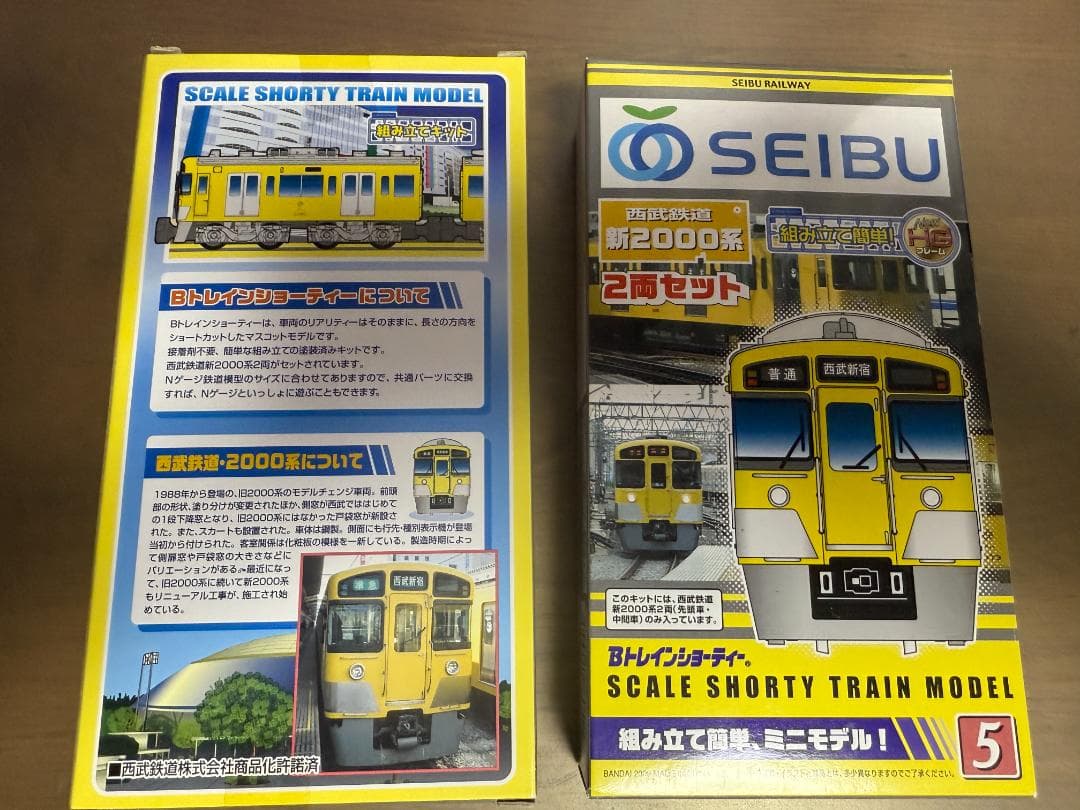 SCALE SHORTY TRAIN MODEL
組み立てキット
Bトレインショーティーについて
Bトレインショーティーは、車両のリアリティーはそのままに、長さの方向を
ショートカットしたマスコットモデルです。
接着剤不要、簡単な組み立ての塗装済みキットです。
西武鉄道新2000系2両がセットされています。
Nゲージ鉄道模型のサイズに合わせてありますので、共通パーツに交換
すれば、Nゲージといっしょに遊ぶこともできます。
西武鉄道・2000系について
1988年から登場の、旧2000系のモデルチェンジ車両。前頭
部の形状、塗り分けが変更されたほか、側窓が西武でははじめて
の1段下降窓となり、旧2000系にはなかった戸袋窓が新設さ
れた。また、スカートも設置された。車体は鋼製。側面にも行先・種別表示機が登場
当初から付けられた。客室関係は化粧板の模様を一新している。製造時期によっ
て側扉窓や戸袋窓の大きさなどに
バリエーションがある。最近になっ
て、旧2000系に続いて新2000系
もリニューアル工事が、施工され始
めている。
準急
西武新宿
■西武鉄道株式会社商品化許諾済
SEIBU RAILWAY
SEIBU
西武鉄道
新2000系
2両セット
組み立て簡単!
New
HG
フレーム
普通
西武新宿
このキットには、西武鉄道
新2000系2両(先頭車・
中間車)のみ入っています。
Bトレインショーティー®
SCALE SHORTY TRAIN MODEL
組み立て簡単、ミニモデル!
5
BANDAI
多少異なりますのでご了承ください。